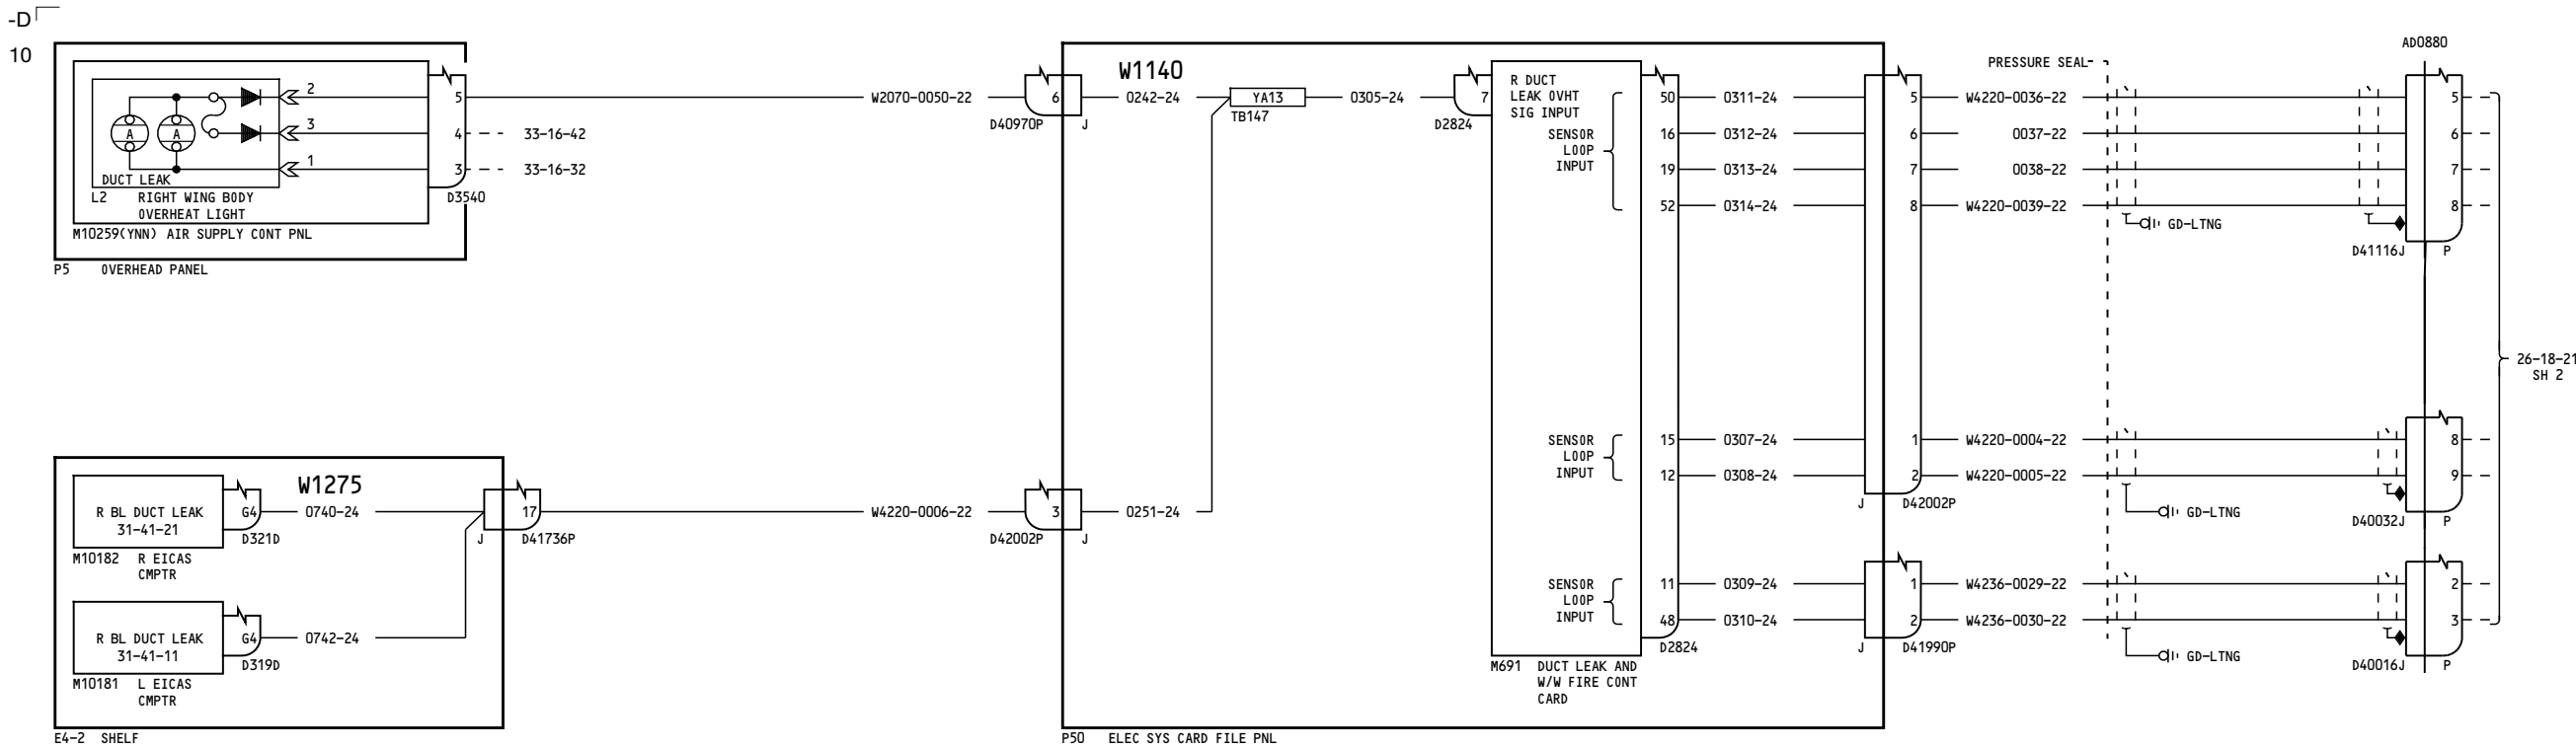 -D
10
AD0880
PRESSURE SEAL
W1140
2
5
W2070-0050-22
6
0242-24
YA13
0305-24
7
R DUCT
LEAK OVHT
SIG INPUT
50
0311-24
5
W4220-0036-22
5
TB147
D40970P
J
D2824
A
A
3
4
33-16-42
SENSOR
LOOP
INPUT
16
0312-24
6
0037-22
6
1
3
33-16-32
19
0313-24
7
0038-22
7
DUCT LEAK
L2
RIGHT WING BODY
OVERHEAT LIGHT
D3540
52
0314-24
8
W4220-0039-22
8
GD-LTNG
M10259(YNN) AIR SUPPLY CONT PNL
D41116J
P
P5
OVERHEAD PANEL
26-18-21
SH 2
SENSOR
LOOP
INPUT
15
0307-24
1
W4220-0004-22
8
12
0308-24
2
W4220-0005-22
9
W1275
R BL DUCT LEAK
31-41-21
G4
0740-24
17
W4220-0006-22
3
0251-24
J
D42002P
GD-LTNG
D40032J
P
D321D
J
D41736P
D42002P
J
M10182
R EICAS
CMPTR
SENSOR
LOOP
INPUT
11
0309-24
1
W4236-0029-22
2
48
0310-24
2
W4236-0030-22
3
R BL DUCT LEAK
31-41-11
G4
0742-24
D319D
D2824
J
D41990P
GD-LTNG
D40016J
P
M10181
L EICAS
CMPTR
M691
DUCT LEAK AND
W/W FIRE CONT
CARD
E4-2
SHELF
P50
ELEC SYS CARD FILE PNL